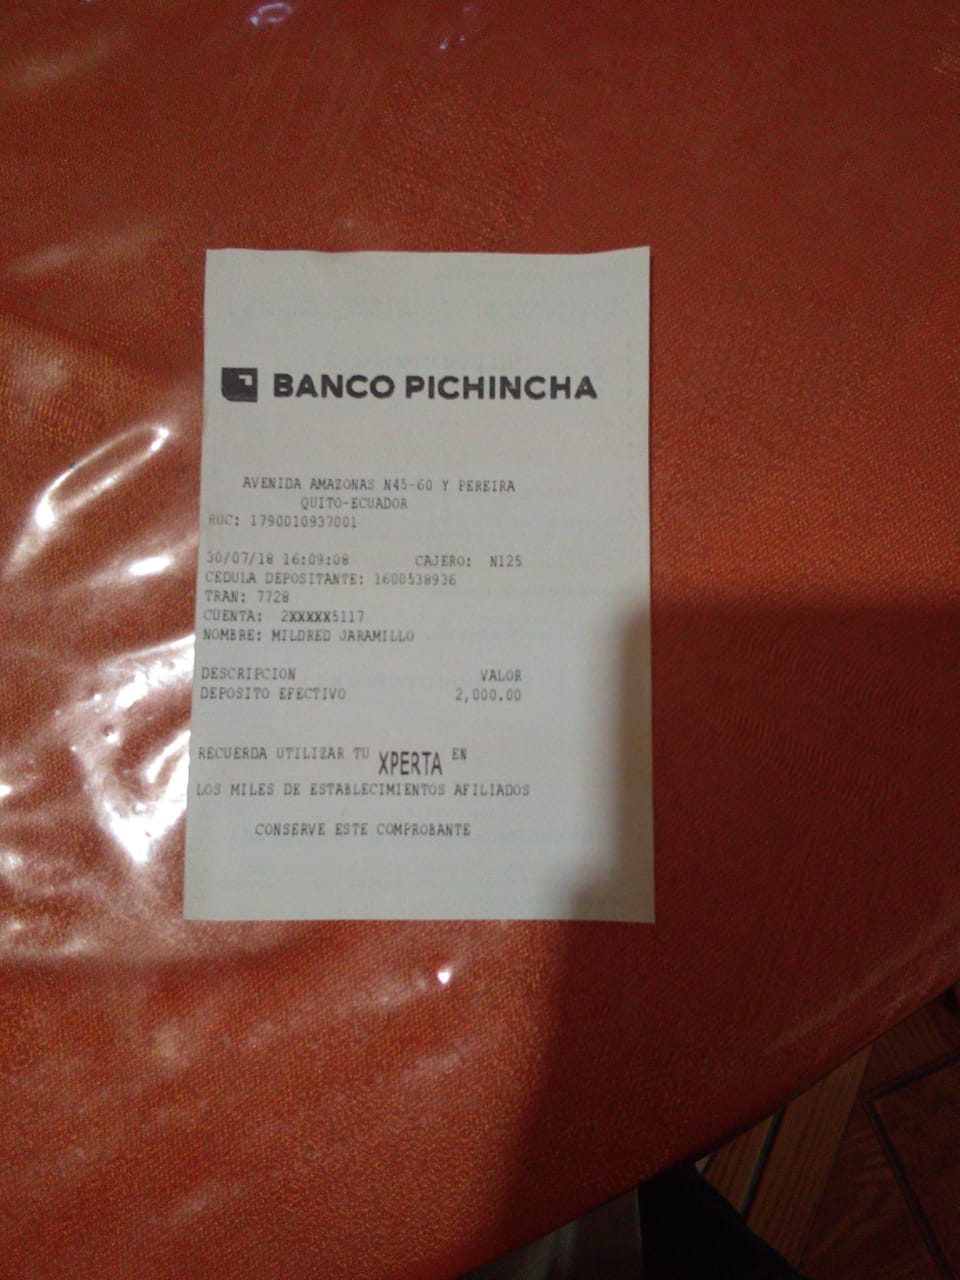 BANCO PICHINCHA
AVENIDA AMAZONAS N45-60 Y PEREIRA
QUITO-ECUADOR
RUC: 1790010937001
30/07/18 16:09:08 CAJERO: N125
CEDULA DEPOSITANTE: 1600538936
TRAN: 7728
CUENTA: 2XXXXX5117
NOMBRE: MILDRED JARAMILLO
DESCRIPCION VALOR
DEPOSITO EFECTIVO 2,000.00
RECUERDA UTILIZAR TU XPERTA EN
LOS MILES DE ESTABLECIMIENTOS AFILIADOS
CONSERVE ESTE COMPROBANTE